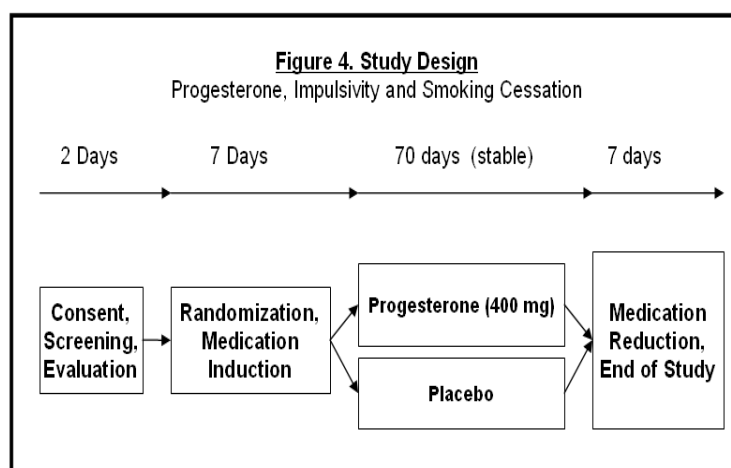 Figure 4. Study Design
Progesterone, Impulsivity and Smoking Cessation
2 Days
7 Days
70 days (stable)
7 days
Consent,
Screening,
Evaluation
Randomization,
Medication
Induction
Progesterone (400 mg)
Placebo
Medication
Reduction,
End of Study